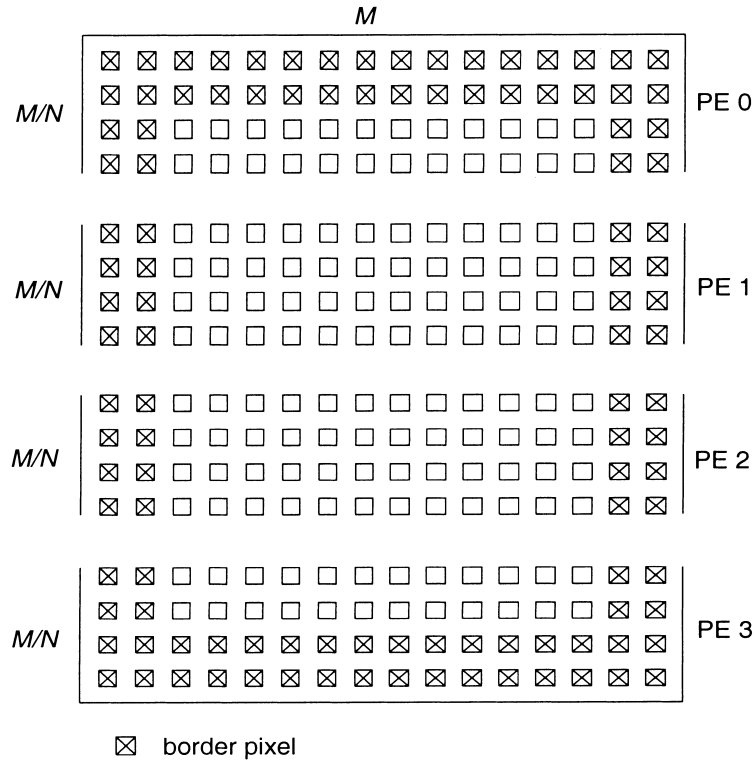 M
M/N PE 0
M/N PE 1
M/N PE 2
M/N PE 3
border pixel